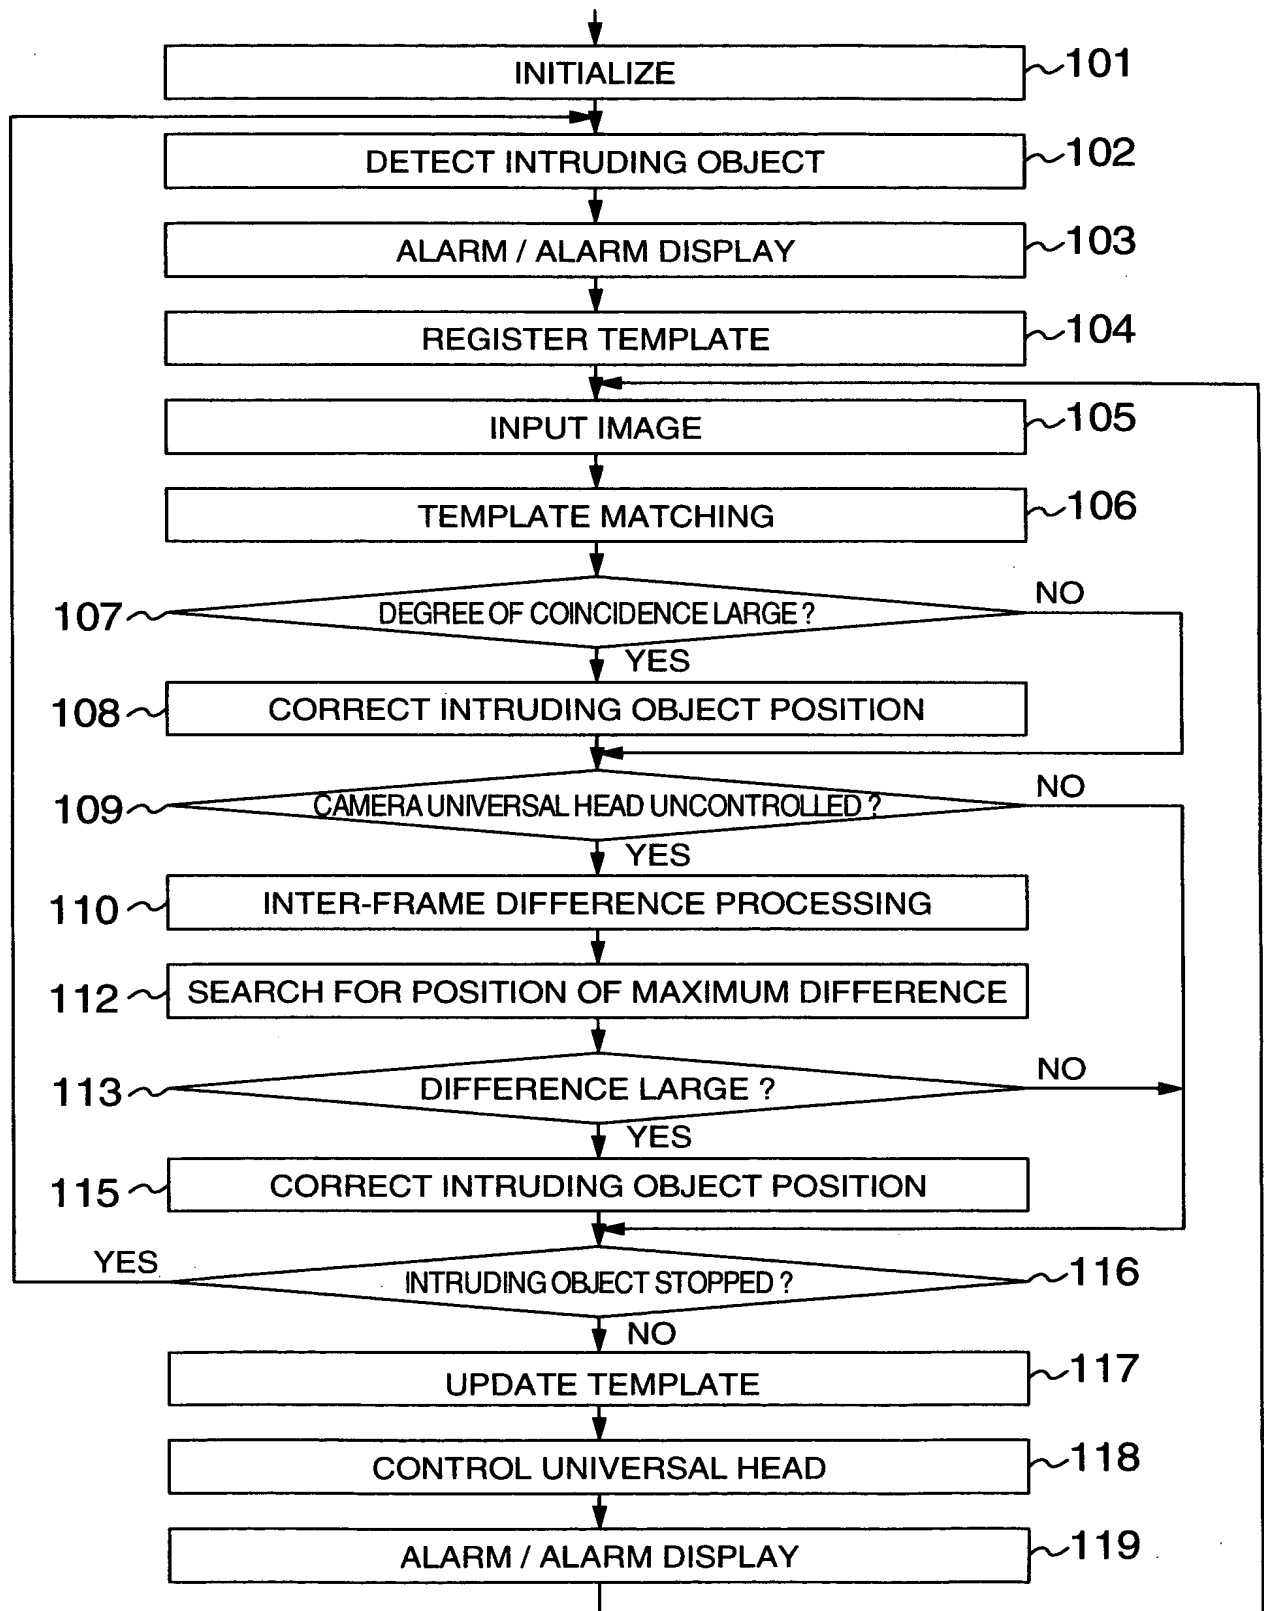 INITIALIZE 101
DETECT INTRUDING OBJECT 102
ALARM / ALARM DISPLAY 103
REGISTER TEMPLATE 104
INPUT IMAGE 105
TEMPLATE MATCHING 106
107 DEGREE OF COINCIDENCE LARGE ? NO
YES
108 CORRECT INTRUDING OBJECT POSITION
109 CAMERA UNIVERSAL HEAD UNCONTROLLED ? NO
YES
110 INTER-FRAME DIFFERENCE PROCESSING
112 SEARCH FOR POSITION OF MAXIMUM DIFFERENCE
113 DIFFERENCE LARGE ? NO
YES
115 CORRECT INTRUDING OBJECT POSITION
YES INTRUDING OBJECT STOPPED ? 116
NO
UPDATE TEMPLATE 117
CONTROL UNIVERSAL HEAD 118
ALARM / ALARM DISPLAY 119